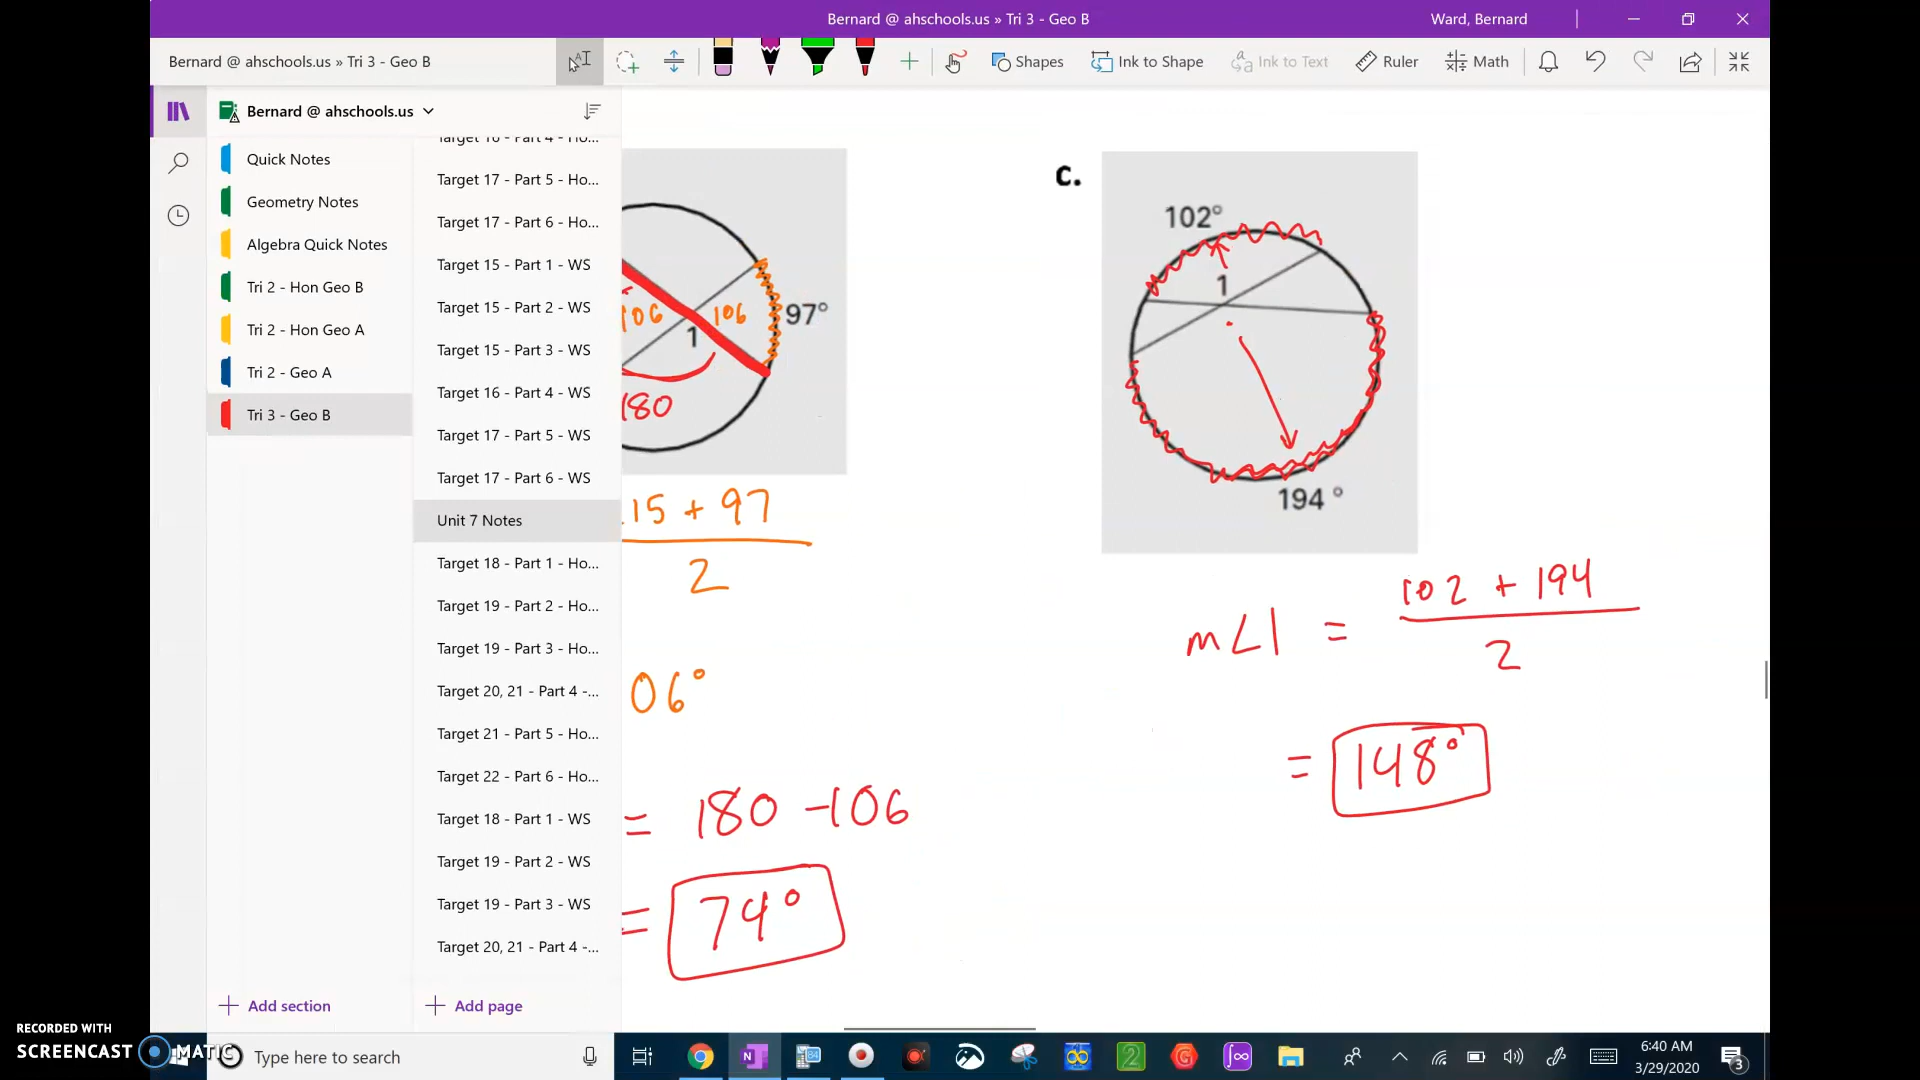 Bernard @ ahschools.us » Tri 3 - Geo B
Ward, Bernard
Bernard @ ahschools.us » Tri 3 - Geo B
Shapes
Ink to Shape
Ink to Text
Ruler
Math
Bernard @ ahschools.us
Quick Notes
Geometry Notes
Algebra Quick Notes
Tri 2 - Hon Geo B
Tri 2 - Hon Geo A
Tri 2 - Geo A
Tri 3 - Geo B
Target 16 - Part 4 - Ho...
Target 17 - Part 5 - Ho...
Target 17 - Part 6 - Ho...
Target 15 - Part 1 - WS
Target 15 - Part 2 - WS
Target 15 - Part 3 - WS
Target 16 - Part 4 - WS
Target 17 - Part 5 - WS
Target 17 - Part 6 - WS
Unit 7 Notes
Target 18 - Part 1 - Ho...
Target 19 - Part 2 - Ho...
Target 19 - Part 3 - Ho...
Target 20, 21 - Part 4 -...
Target 21 - Part 5 - Ho...
Target 22 - Part 6 - Ho...
Target 18 - Part 1 - WS
Target 19 - Part 2 - WS
Target 19 - Part 3 - WS
Target 20, 21 - Part 4 -...
Add section
Add page
106 106
97°
1
180
15 + 97
2
06°
= 180 - 106
= 74°
c.
102°
1
194 °
m∠1 = 102 + 194
2
= 148°
RECORDED WITH
SCREENCAST MATIC
Type here to search
6:40 AM
3/29/2020
3